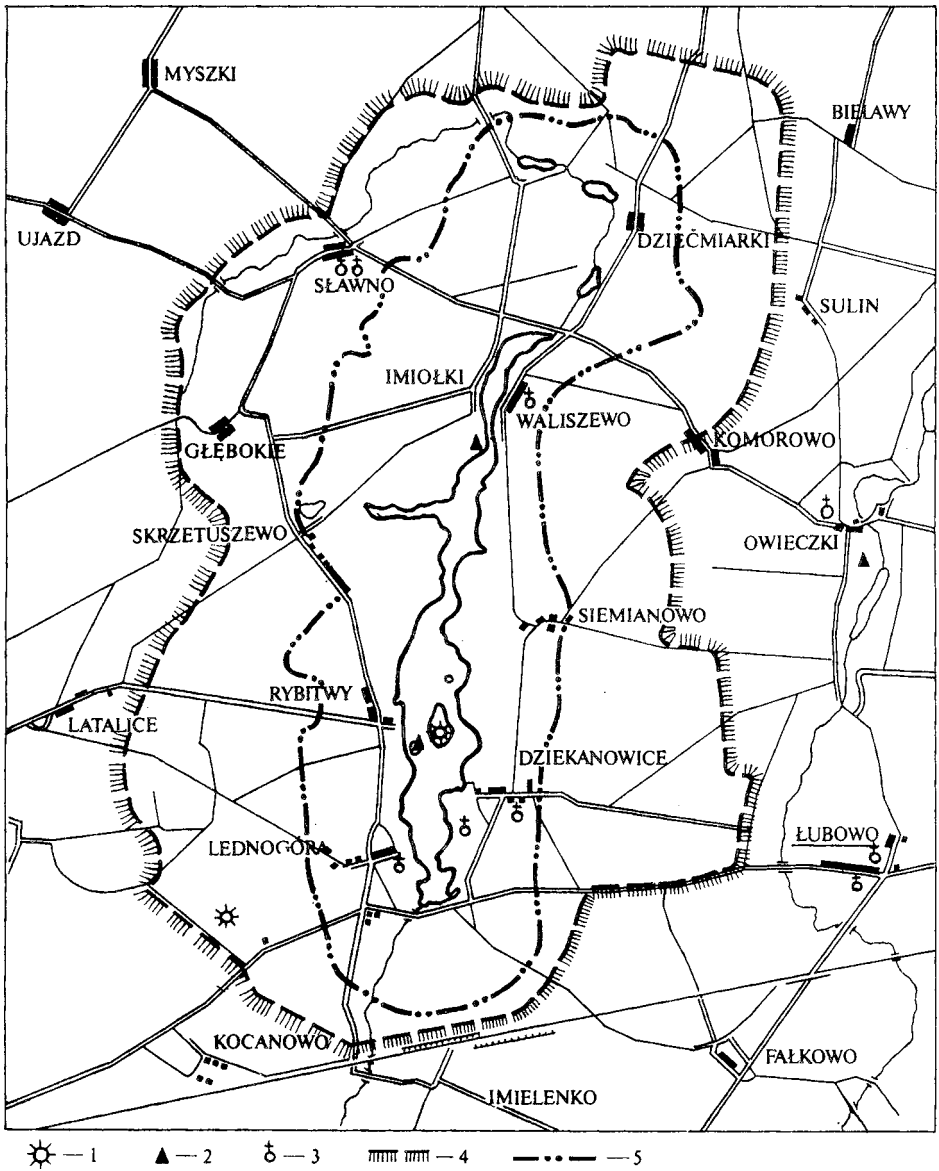 MYSZKI
BIELAWY
UJAZD
DZIEĆMIARKI
SŁAWNO
SULIN
IMIOŁKI
WALISZEWO
KOMOROWO
GŁĘBOKIE
SKRZETUSZEWO
OWIECZKI
SIEMIANOWO
RYBITWY
LATALICE
DZIEKANOWICE
ŁUBOWO
LEDNOGÓRA
KOCANOWO
FAŁKOWO
IMIELENKO
— 1 — 2 — 3 — 4 — 5